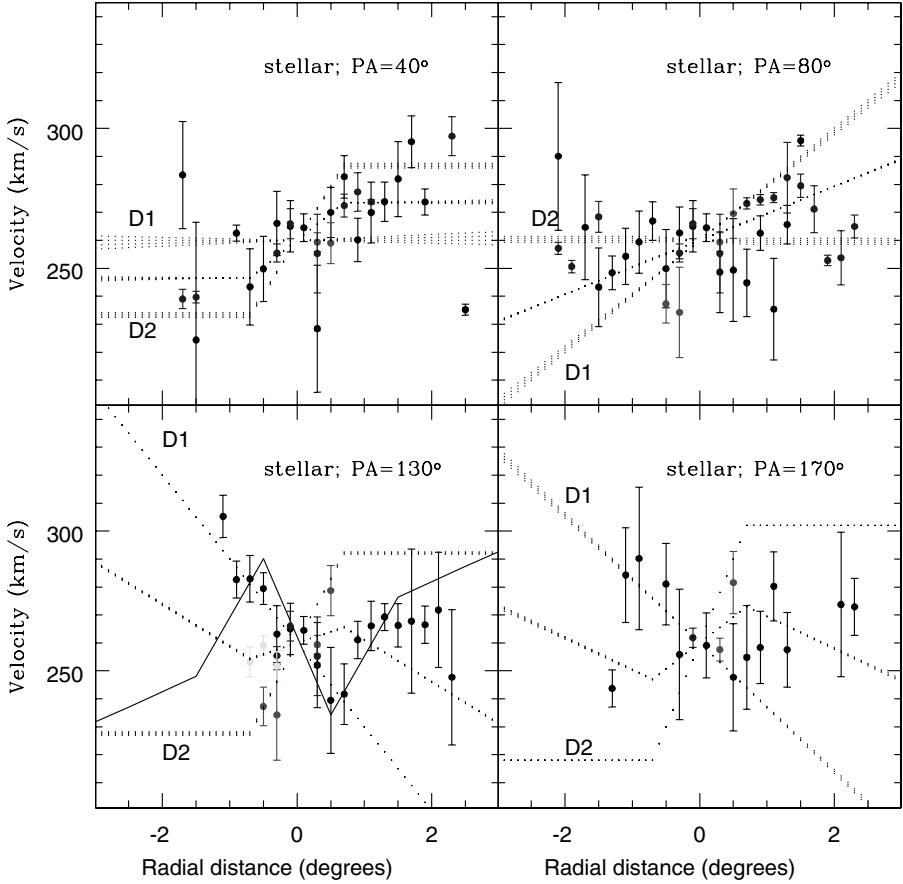 stellar; PA=40°
stellar; PA=80°
Velocity (km/s)
300
250
D1
D2
D2
D1
stellar; PA=130°
stellar; PA=170°
Velocity (km/s)
300
250
D1
D2
D1
D2
-2
0
2
-2
0
2
Radial distance (degrees)
Radial distance (degrees)